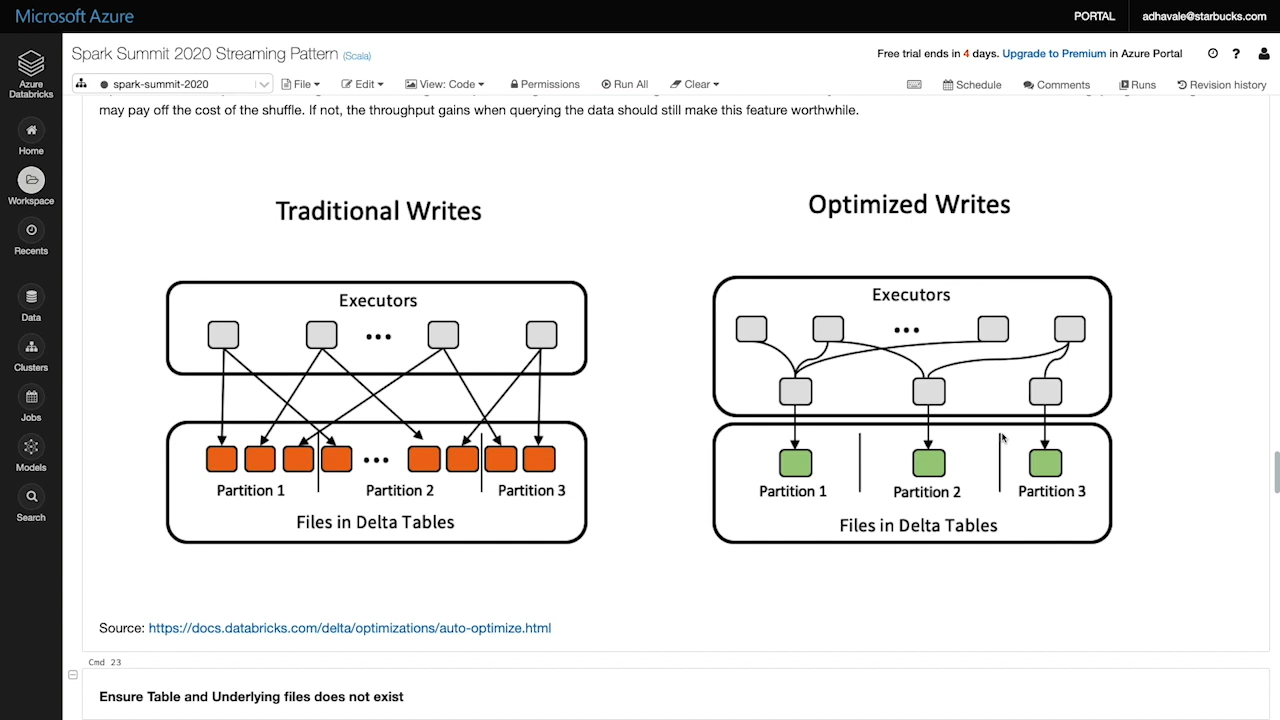 Microsoft Azure
PORTAL
adhavale@starbucks.com
Azure
Databricks
Home
Workspace
Recents
Data
Clusters
Jobs
Models
Search
Spark Summit 2020 Streaming Pattern (Scala)
Free trial ends in 4 days. Upgrade to Premium in Azure Portal
spark-summit-2020
File
Edit
View: Code
Permissions
Run All
Clear
Schedule
Comments
Runs
Revision history
may pay off the cost of the shuffle. If not, the throughput gains when querying the data should still make this feature worthwhile.
Traditional Writes
Executors
Partition 1
Partition 2
Partition 3
Files in Delta Tables
Optimized Writes
Executors
Partition 1
Partition 2
Partition 3
Files in Delta Tables
Source: https://docs.databricks.com/delta/optimizations/auto-optimize.html
Cmd 23
Ensure Table and Underlying files does not exist